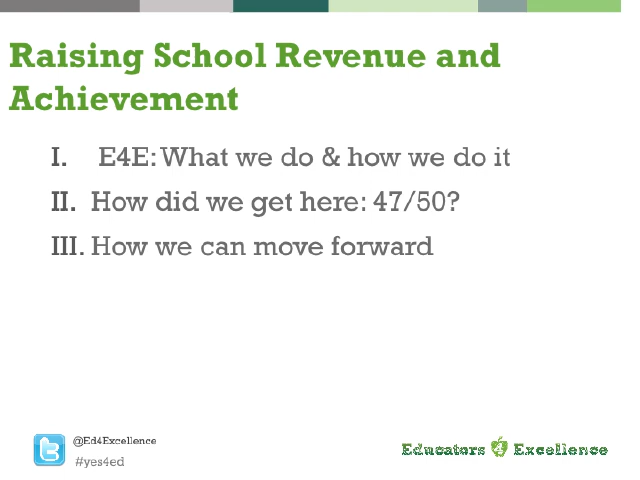 Raising School Revenue and
Achievement
I. E4E: What we do & how we do it
II. How did we get here: 47/50?
III. How we can move forward
@Ed4Excellence
#yes4ed
Educators 4 Excellence